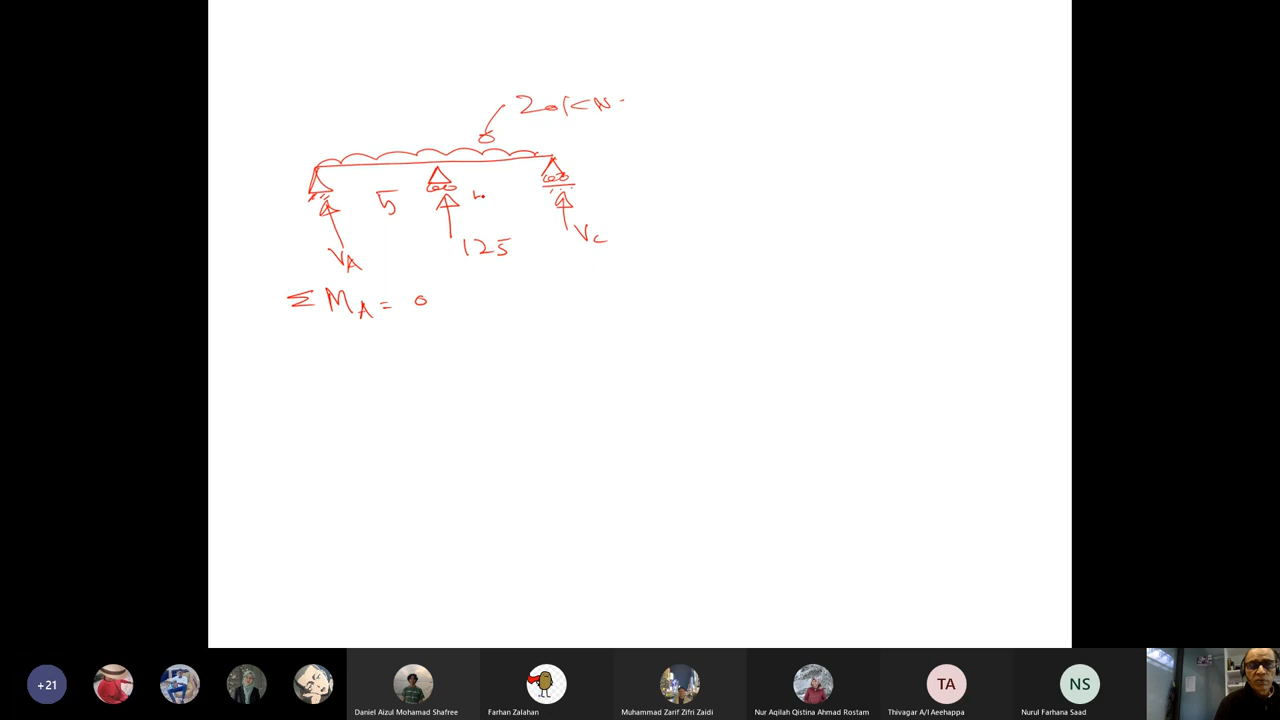 20KN
5
125
VA
VC
Σ MA = 0
+21
Daniel Aizul Mohamad Shafree
Farhan Zalahan
Muhammad Zarif Zifri Zaidi
Nur Aqilah Qistina Ahmad Rostam
TA
Thivagar A/l Aeehappa
NS
Nurul Farhana Saad